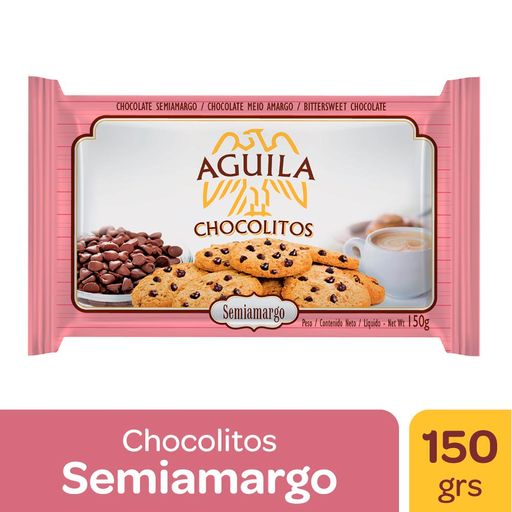 CHOCOLATE SEMIAMARGO / CHOCOLATE MEIO AMARGO / BITTERSWEET CHOCOLATE
AGUILA
CHOCOLITOS
Semiamargo
Peso / Contenido Neto / Líquido - Net Wt 150g
Chocolitos
Semiamargo
150
grs